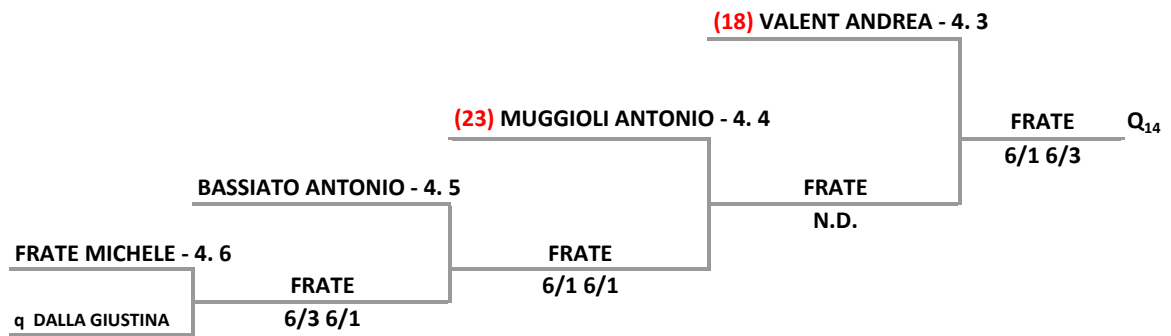 (18) VALENT ANDREA - 4. 3
(23) MUGGIOLI ANTONIO - 4. 4
FRATE
Q14
6/1 6/3
BASSIATO ANTONIO - 4. 5
FRATE
N.D.
FRATE MICHELE - 4. 6
FRATE
6/1 6/1
FRATE
q DALLA GIUSTINA
6/3 6/1